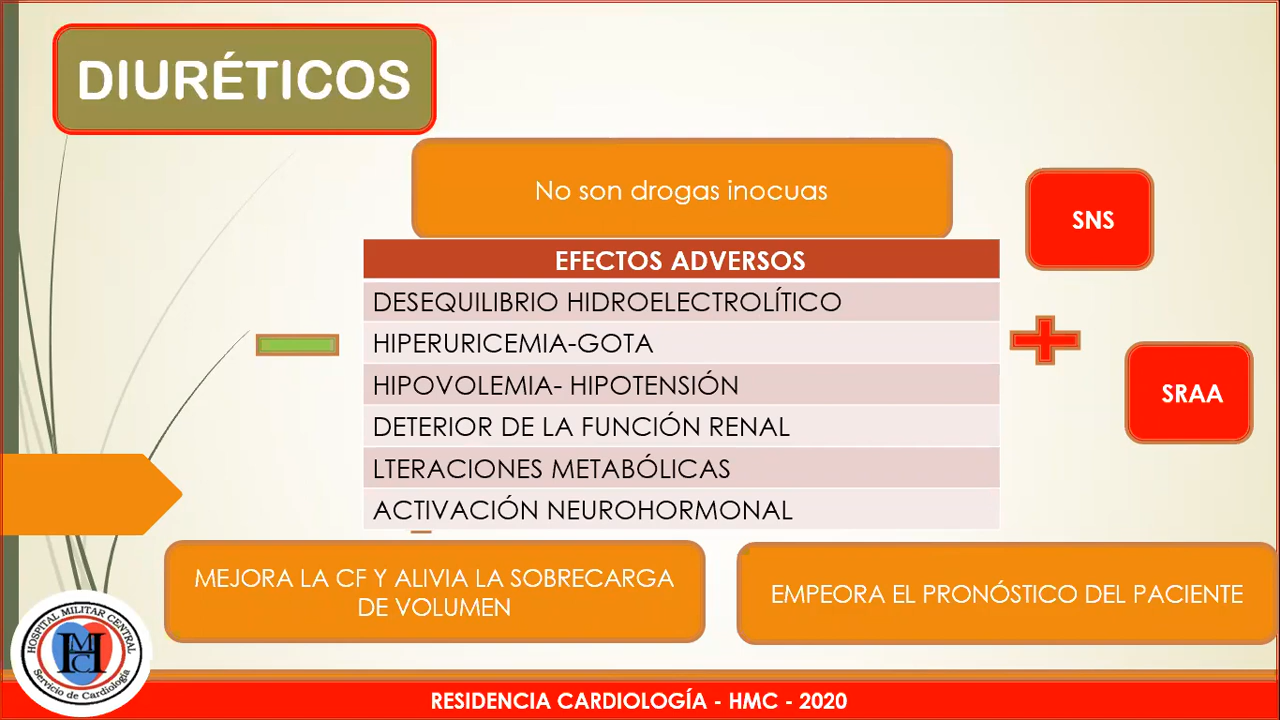 DIURÉTICOS
No son drogas inocuas
SNS
EFECTOS ADVERSOS
DESEQUILIBRIO HIDROELECTROLÍTICO
HIPERURICEMIA-GOTA
HIPOVOLEMIA- HIPOTENSIÓN
SRAA
DETERIOR DE LA FUNCIÓN RENAL
LTERACIONES METABÓLICAS
ACTIVACIÓN NEUROHORMONAL
MEJORA LA CF Y ALIVIA LA SOBRECARGA
DE VOLUMEN
EMPEORA EL PRONÓSTICO DEL PACIENTE
HOSPITAL MILITAR CENTRAL
HMC
Servicio de Cardiología
RESIDENCIA CARDIOLOGÍA - HMC - 2020